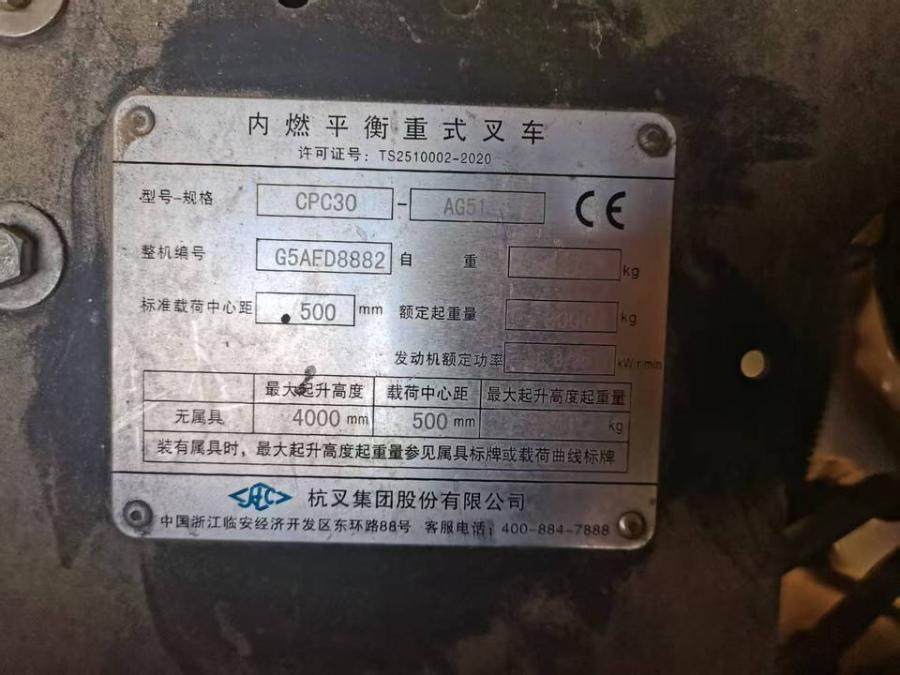 内燃平衡重式叉车
许可证号：TS2510002-2020
型号-规格 CPC30 - AG51 CE
整机编号 G5AFD8882 自 重 kg
标准载荷中心距 500 mm 额定起重量 kg
发动机额定功率 kW/r/min
最大起升高度 载荷中心距 最大起升高度起重量
无属具 4000 mm 500 mm kg
装有属具时，最大起升高度起重量参见属具标牌或载荷曲线标牌
杭叉集团股份有限公司
中国浙江临安经济开发区东环路88号 客服电话：400-884-7888